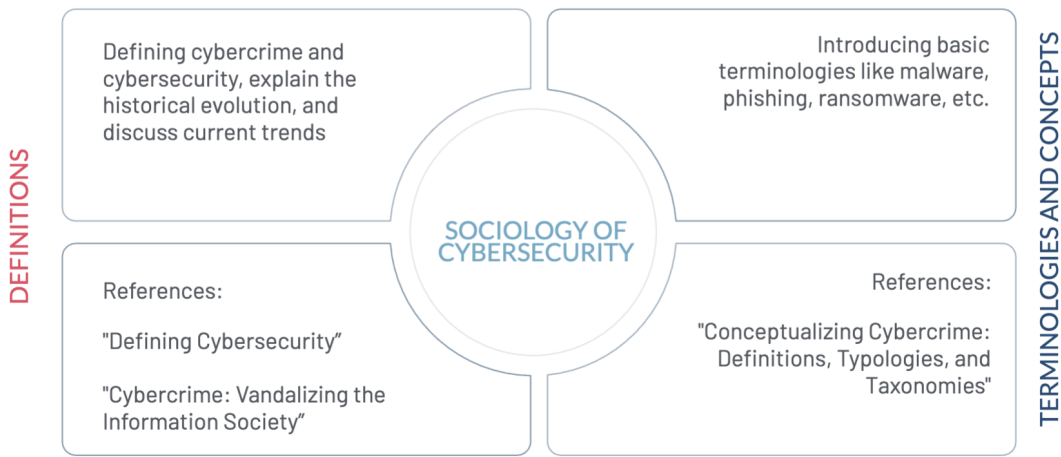 DEFINITIONS
Defining cybercrime and
cybersecurity, explain the
historical evolution, and
discuss current trends
References:
"Defining Cybersecurity”
"Cybercrime: Vandalizing the
Information Society”
SOCIOLOGY OF
CYBERSECURITY
Introducing basic
terminologies like malware,
phishing, ransomware, etc.
References:
"Conceptualizing Cybercrime:
Definitions, Typologies, and
Taxonomies"
TERMINOLOGIES AND CONCEPTS